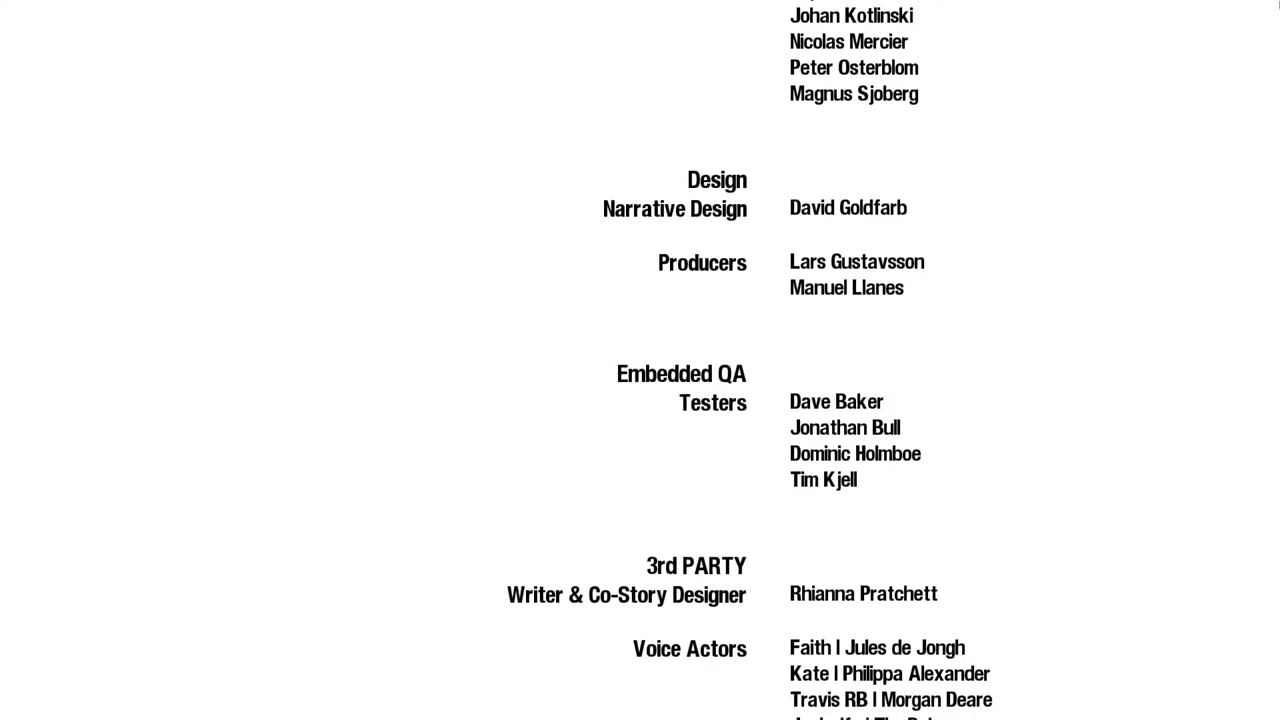 Johan Kotlinski
Nicolas Mercier
Peter Osterblom
Magnus Sjoberg
Design
Narrative Design David Goldfarb
Producers Lars Gustavsson
Manuel Llanes
Embedded QA
Testers Dave Baker
Jonathan Bull
Dominic Holmboe
Tim Kjell
3rd PARTY
Writer & Co-Story Designer Rhianna Pratchett
Voice Actors Faith | Jules de Jongh
Kate | Philippa Alexander
Travis RB | Morgan Deare